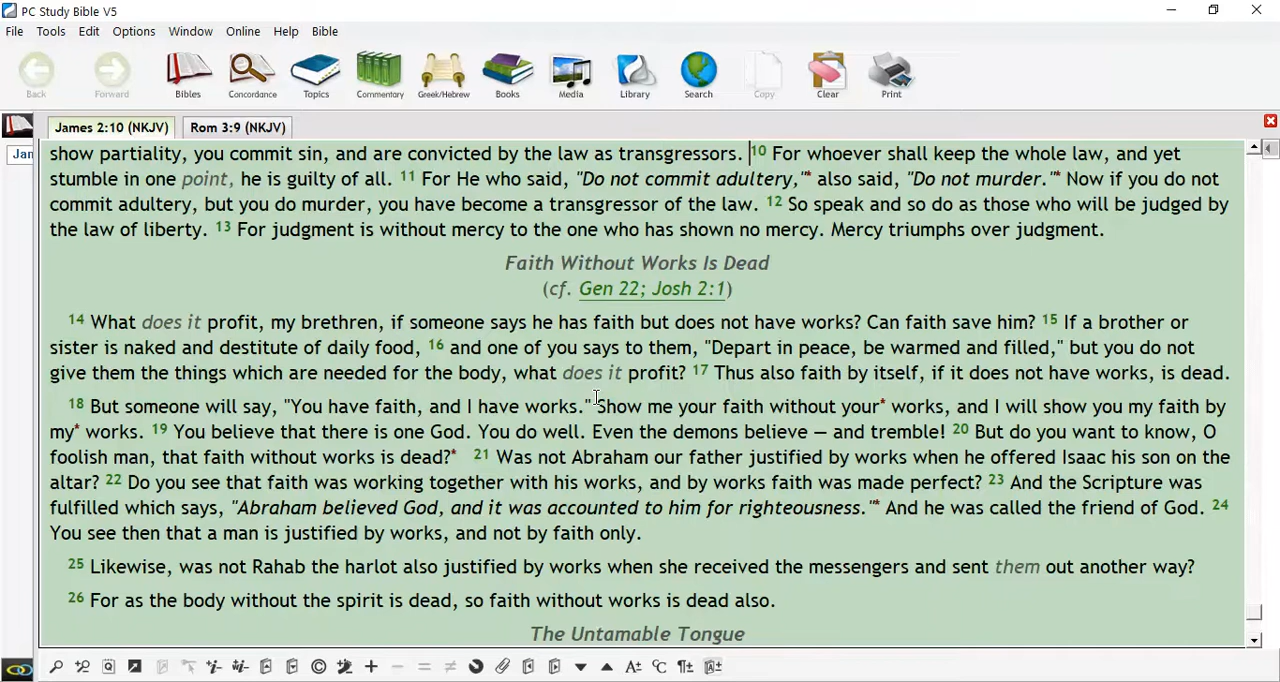 PC Study Bible V5
File Tools Edit Options Window Online Help Bible
Back Forward Bibles Concordance Topics Commentary Greek/Hebrew Books Media Library Search Copy Clear Print
James 2:10 (NKJV) Rom 3:9 (NKJV)
Jan
show partiality, you commit sin, and are convicted by the law as transgressors. 10 For whoever shall keep the whole law, and yet
stumble in one point, he is guilty of all. 11 For He who said, "Do not commit adultery,"* also said, "Do not murder."* Now if you do not
commit adultery, but you do murder, you have become a transgressor of the law. 12 So speak and so do as those who will be judged by
the law of liberty. 13 For judgment is without mercy to the one who has shown no mercy. Mercy triumphs over judgment.
Faith Without Works Is Dead
(cf. Gen 22; Josh 2:1)
14 What does it profit, my brethren, if someone says he has faith but does not have works? Can faith save him? 15 If a brother or
sister is naked and destitute of daily food, 16 and one of you says to them, "Depart in peace, be warmed and filled," but you do not
give them the things which are needed for the body, what does it profit? 17 Thus also faith by itself, if it does not have works, is dead.
18 But someone will say, "You have faith, and I have works." Show me your faith without your* works, and I will show you my faith by
my* works. 19 You believe that there is one God. You do well. Even the demons believe — and tremble! 20 But do you want to know, O
foolish man, that faith without works is dead?* 21 Was not Abraham our father justified by works when he offered Isaac his son on the
altar? 22 Do you see that faith was working together with his works, and by works faith was made perfect? 23 And the Scripture was
fulfilled which says, "Abraham believed God, and it was accounted to him for righteousness."* And he was called the friend of God. 24
You see then that a man is justified by works, and not by faith only.
25 Likewise, was not Rahab the harlot also justified by works when she received the messengers and sent them out another way?
26 For as the body without the spirit is dead, so faith without works is dead also.
The Untamable Tongue